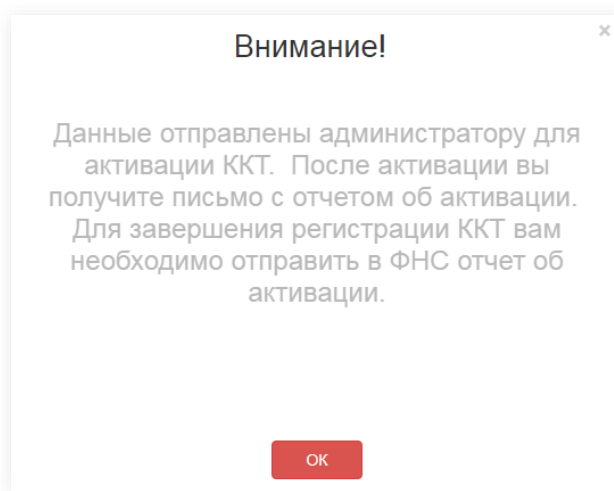 Внимание!
×
Данные отправлены администратору для
активации ККТ.  После активации вы
получите письмо с отчетом об активации.
Для завершения регистрации ККТ вам
необходимо отправить в ФНС отчет об
активации.
ОК